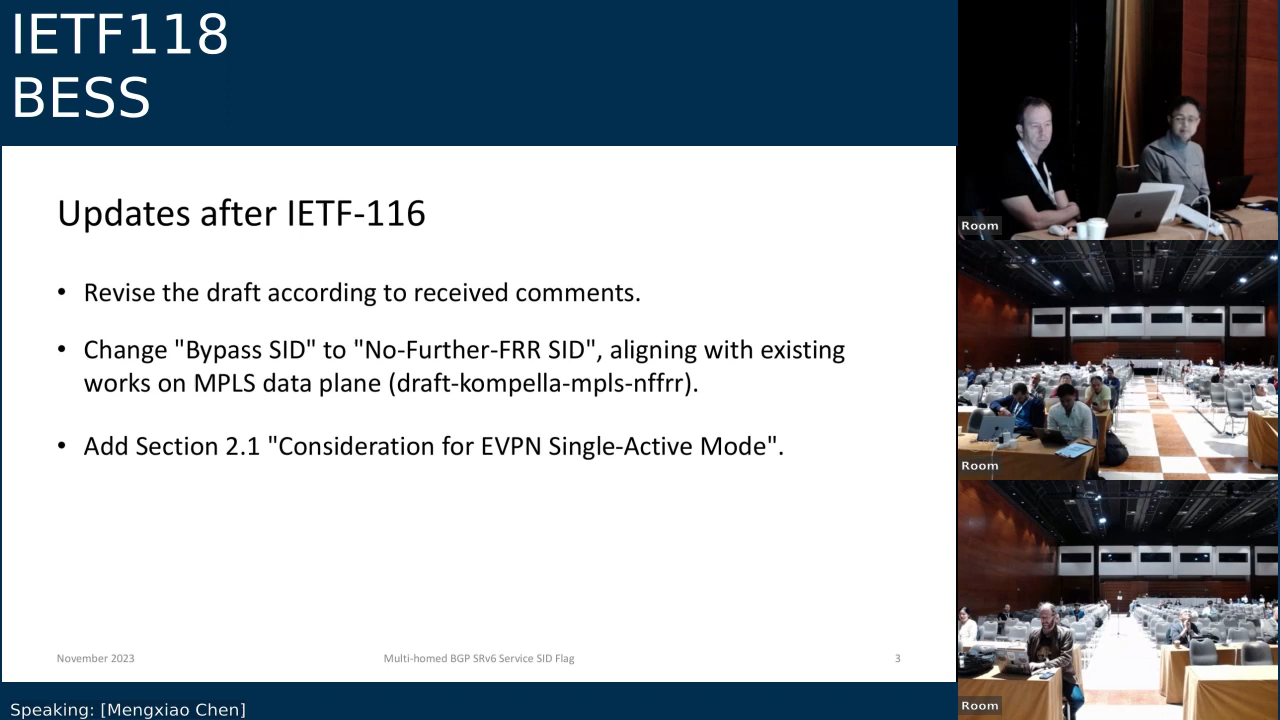 IETF118
BESS
Updates after IETF-116
• Revise the draft according to received comments.
• Change "Bypass SID" to "No-Further-FRR SID", aligning with existing
works on MPLS data plane (draft-kompella-mpls-nffrr).
• Add Section 2.1 "Consideration for EVPN Single-Active Mode".
November 2023
Multi-homed BGP SRv6 Service SID Flag
3
Speaking: [Mengxiao Chen]
Room
Room
Room